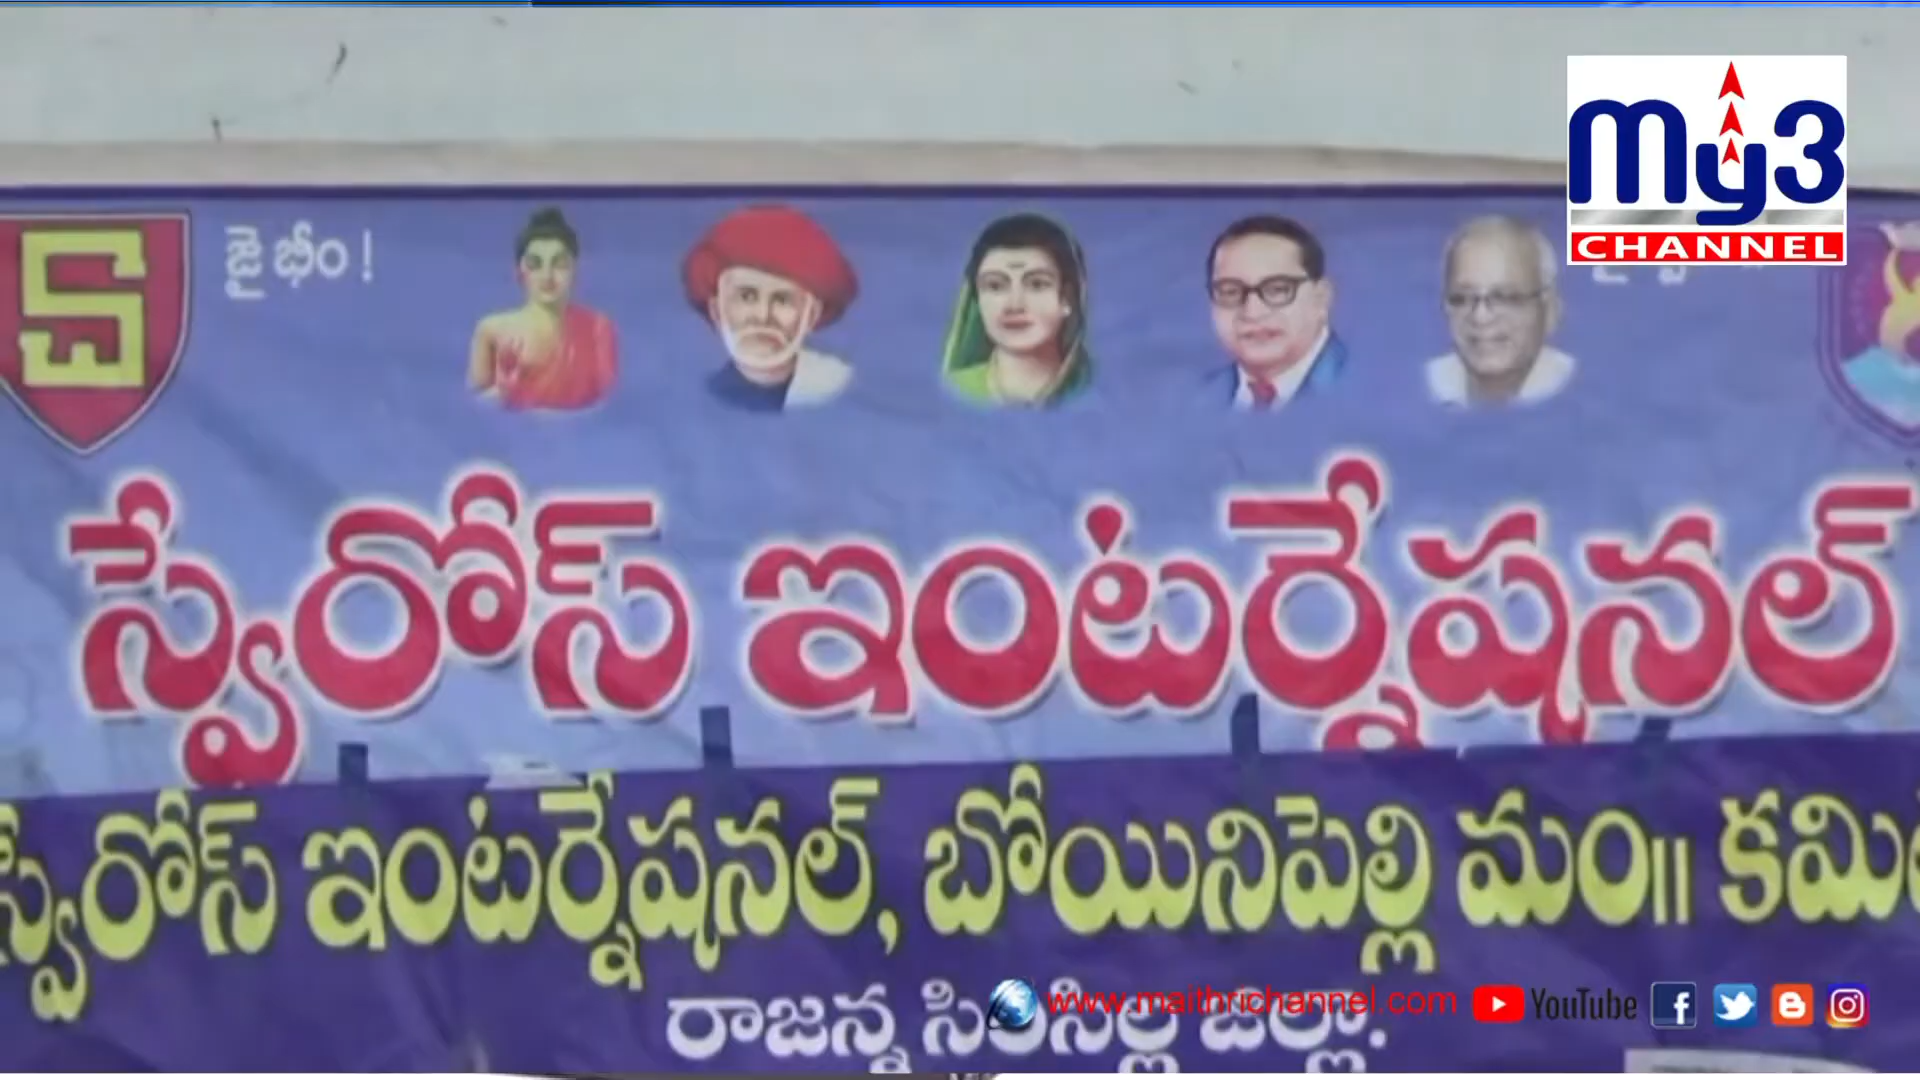 My3
CHANNEL
జై భీం !
స్వేరోస్ ఇంటర్నేషనల్
స్వేరోస్ ఇంటర్నేషనల్, బోయినిపెల్లి మం॥
రాజన్న సిరిసిల్ల జిల్లా.
www.maithrichannel.com YouTube